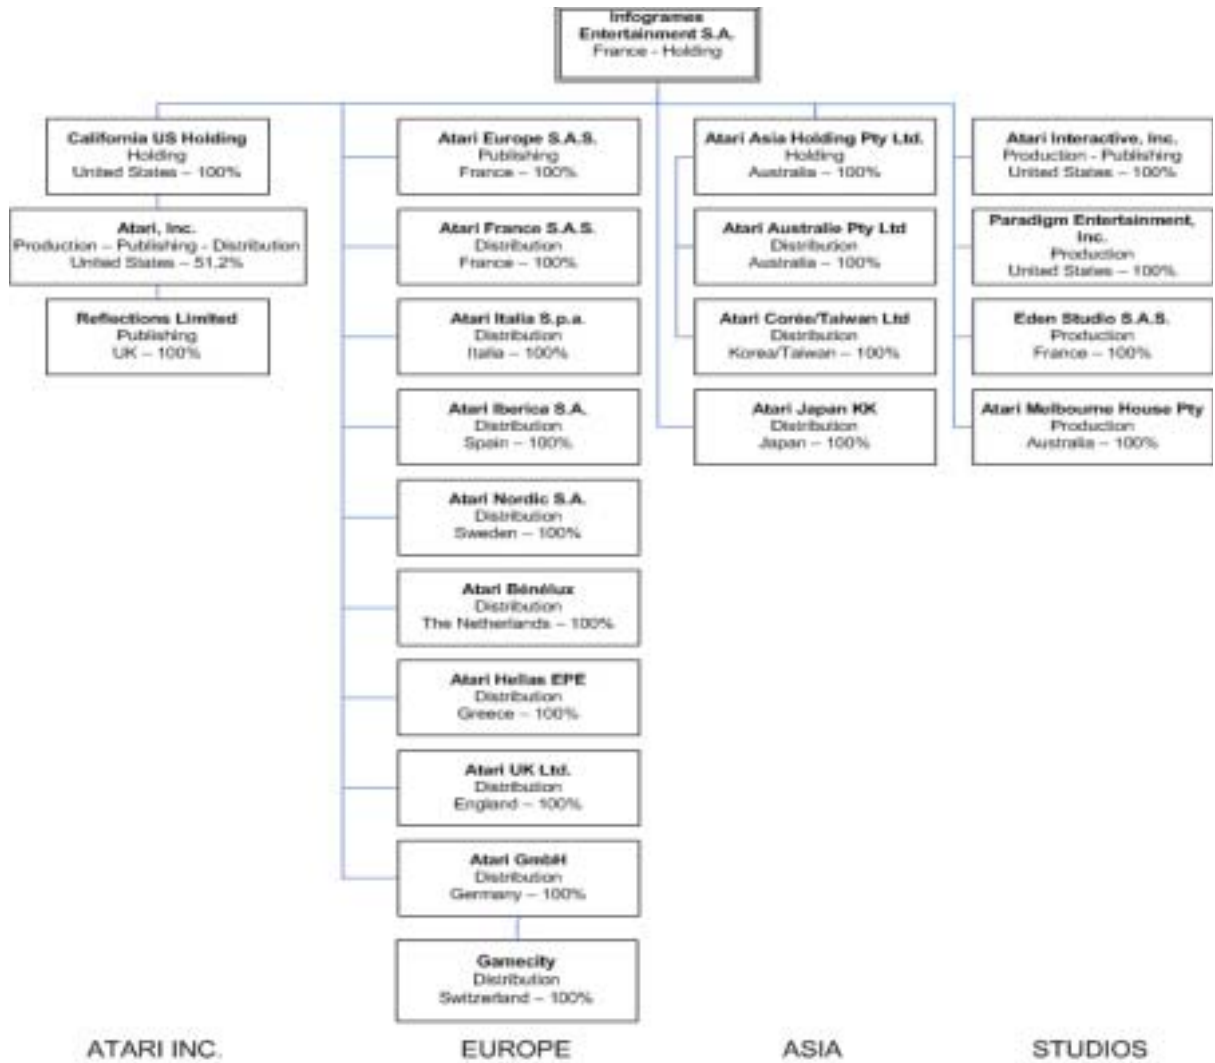 Infogrames
Entertainment S.A.
France - Holding
California US Holding
Holding
United States – 100%
Atari, Inc.
Production – Publishing - Distribution
United States – 51,2%
Reflections Limited
Publishing
UK – 100%
Atari Europe S.A.S.
Publishing
France – 100%
Atari France S.A.S.
Distribution
France – 100%
Atari Italia S.p.a.
Distribution
Italia – 100%
Atari Iberica S.A.
Distribution
Spain – 100%
Atari Nordic S.A.
Distribution
Sweden – 100%
Atari Bénélux
Distribution
The Netherlands – 100%
Atari Hellas EPE
Distribution
Greece – 100%
Atari UK Ltd.
Distribution
England – 100%
Atari GmbH
Distribution
Germany – 100%
Gamecity
Distribution
Switzerland – 100%
Atari Asia Holding Pty Ltd.
Holding
Australia – 100%
Atari Australie Pty Ltd
Distribution
Australia – 100%
Atari Corée/Taiwan Ltd
Distribution
Korea/Taiwan – 100%
Atari Japan KK
Distribution
Japan – 100%
Atari Interactive, Inc.
Production - Publishing
United States – 100%
Paradigm Entertainment,
Inc.
Production
United States – 100%
Eden Studio S.A.S.
Production
France – 100%
Atari Melbourne House Pty
Production
Australia – 100%
ATARI INC.
EUROPE
ASIA
STUDIOS